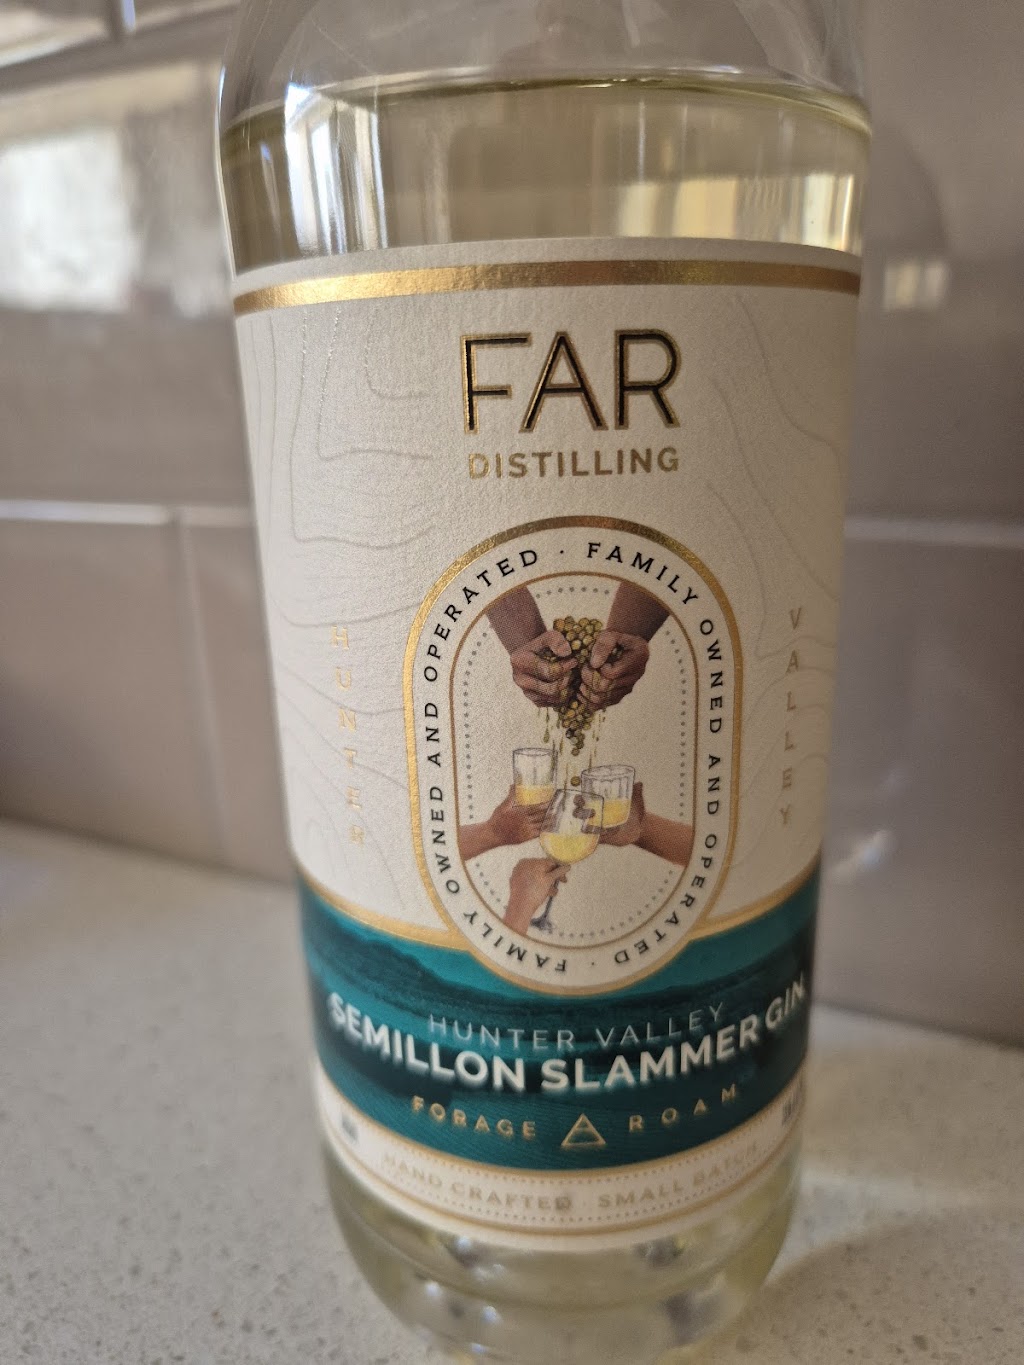 FAR
DISTILLING
FAMILY OWNED AND OPERATED · FAMILY OWNED AND OPERATED ·
HUNTER
VALLEY
HUNTER VALLEY
SEMILLON SLAMMER GIN
FORAGE ROAM
HAND CRAFTED · SMALL BATCH